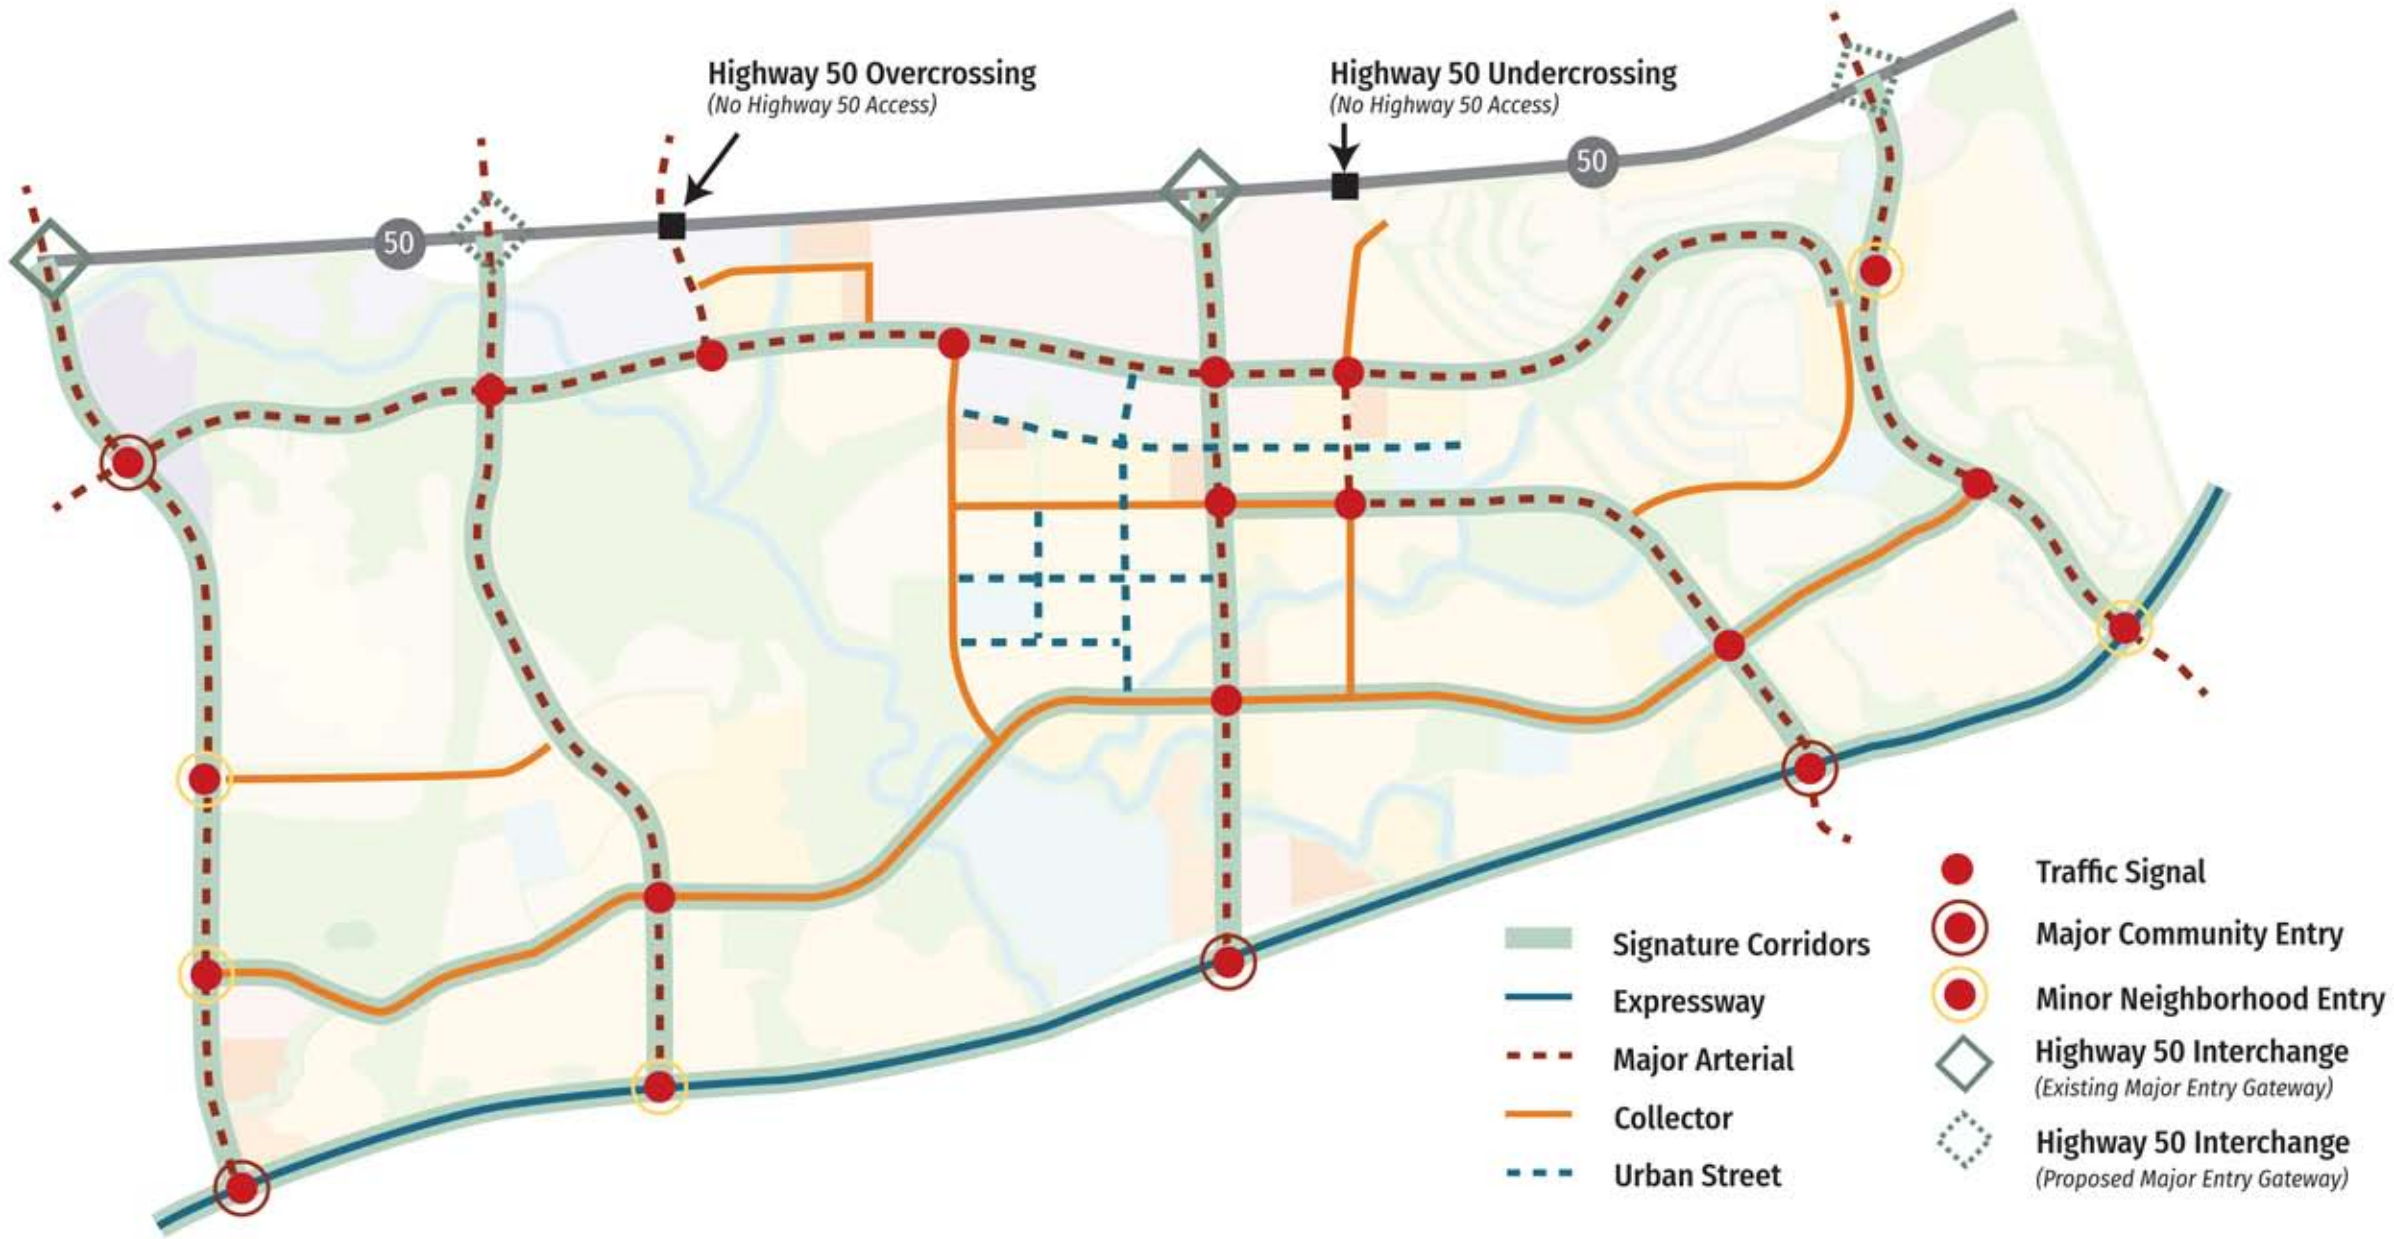 Highway 50 Overcrossing
(No Highway 50 Access)
Highway 50 Undercrossing
(No Highway 50 Access)
50
50
Signature Corridors
Expressway
Major Arterial
Collector
Urban Street
Traffic Signal
Major Community Entry
Minor Neighborhood Entry
Highway 50 Interchange
(Existing Major Entry Gateway)
Highway 50 Interchange
(Proposed Major Entry Gateway)